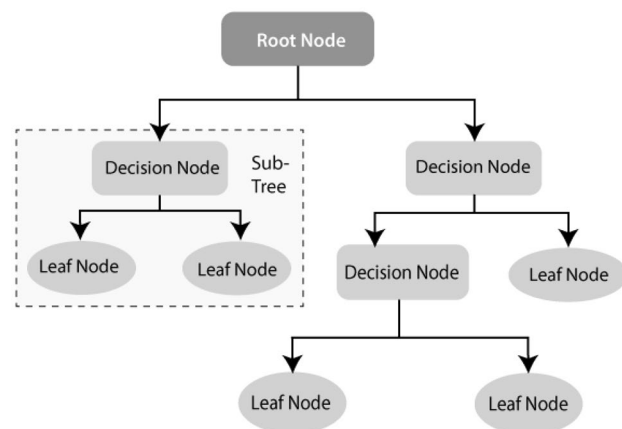 Root Node
Decision Node
Sub-
Tree
Decision Node
Leaf Node
Leaf Node
Decision Node
Leaf Node
Leaf Node
Leaf Node